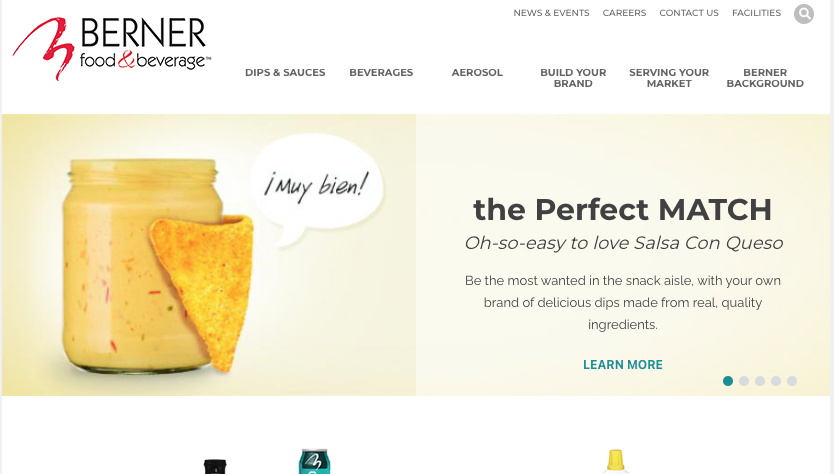 NEWS & EVENTS CAREERS CONTACT US FACILITIES
BERNER
food & beverage™
DIPS & SAUCES BEVERAGES AEROSOL BUILD YOUR BRAND SERVING YOUR MARKET BERNER BACKGROUND
¡Muy bien!
the Perfect MATCH
Oh-so-easy to love Salsa Con Queso
Be the most wanted in the snack aisle, with your own
brand of delicious dips made from real, quality
ingredients.
LEARN MORE